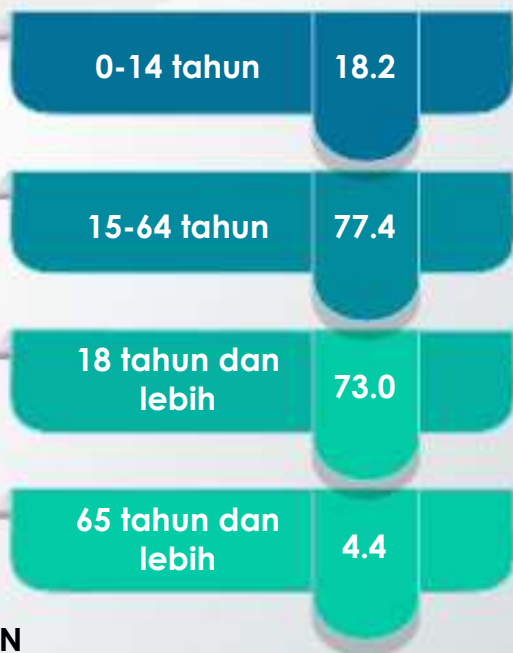 0-14 tahun 18.2
15-64 tahun 77.4
18 tahun dan
lebih 73.0
65 tahun dan
lebih 4.4
N